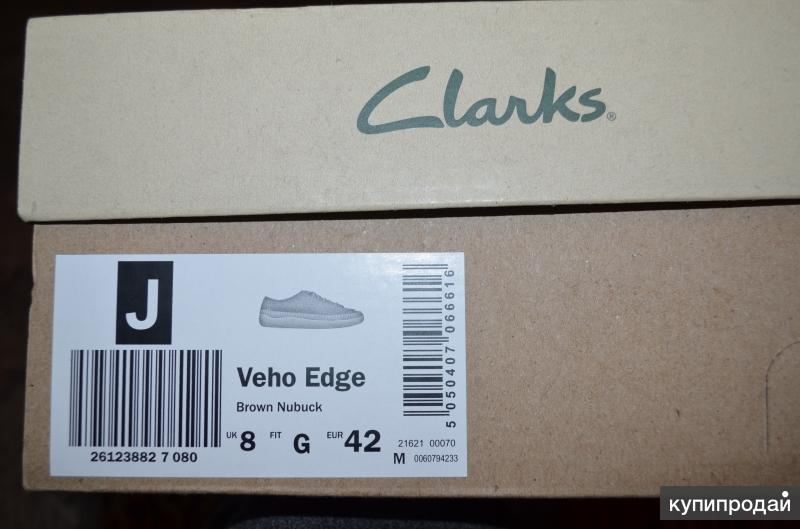 Clarks®
J
Veho Edge
Brown Nubuck
UK 8 FIT G EUR 42
26123882 7 080
21621 00070
M 0060794233
5 050407 066616
купипродай